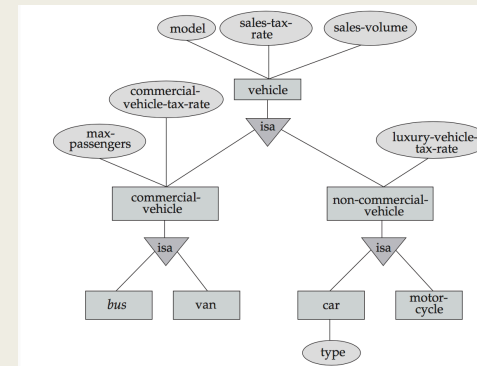 model
sales-tax-
rate
sales-volume
vehicle
commercial-
vehicle-tax-rate
isa
max-
passengers
luxury-vehicle-
tax-rate
commercial-
vehicle
non-commercial-
vehicle
isa
isa
bus
van
car
motor-
cycle
type